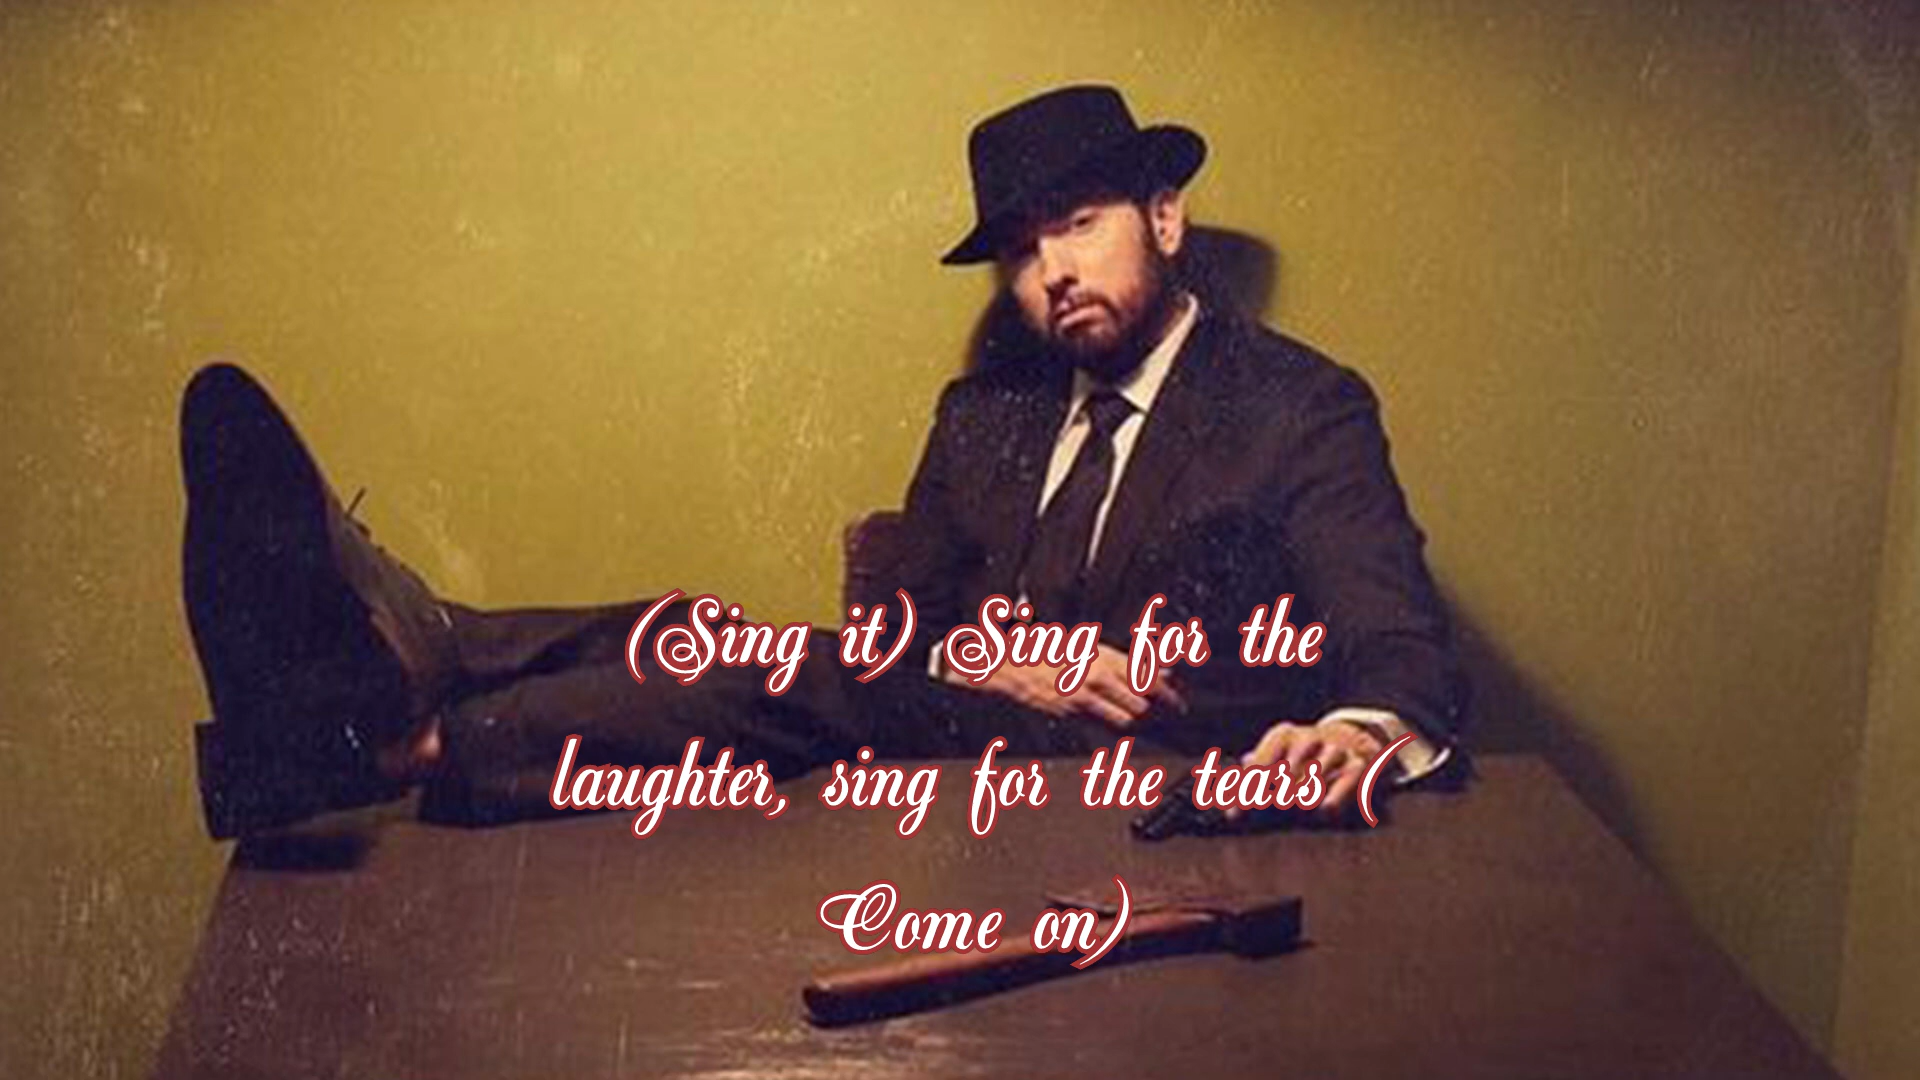 (Sing it) Sing for the
laughter, sing for the tears (
Come on)